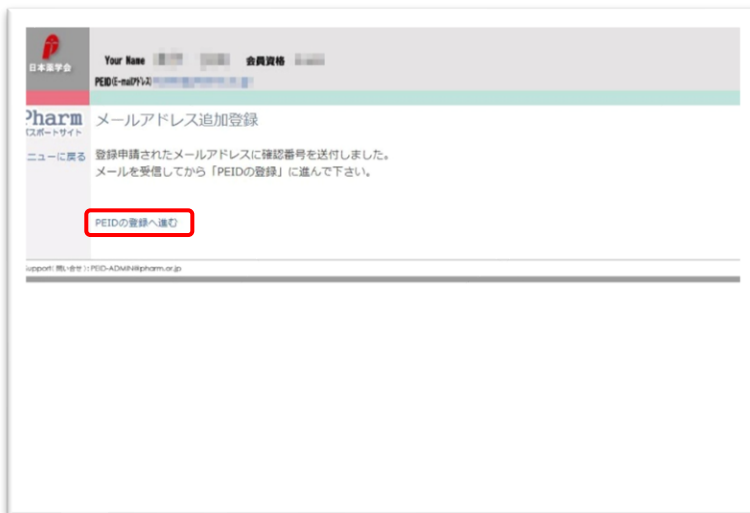 日本薬学会
Your Name
会員資格
PEID(E-mailアドレス)
Pharm
パスポートサイト
メールアドレス追加登録
ニューに戻る
登録申請されたメールアドレスに確認番号を送付しました。
メールを受信してから「PEIDの登録」に進んで下さい。
PEIDの登録へ進む
support( 問い合せ ): PEID-ADMIN@pharm.or.jp